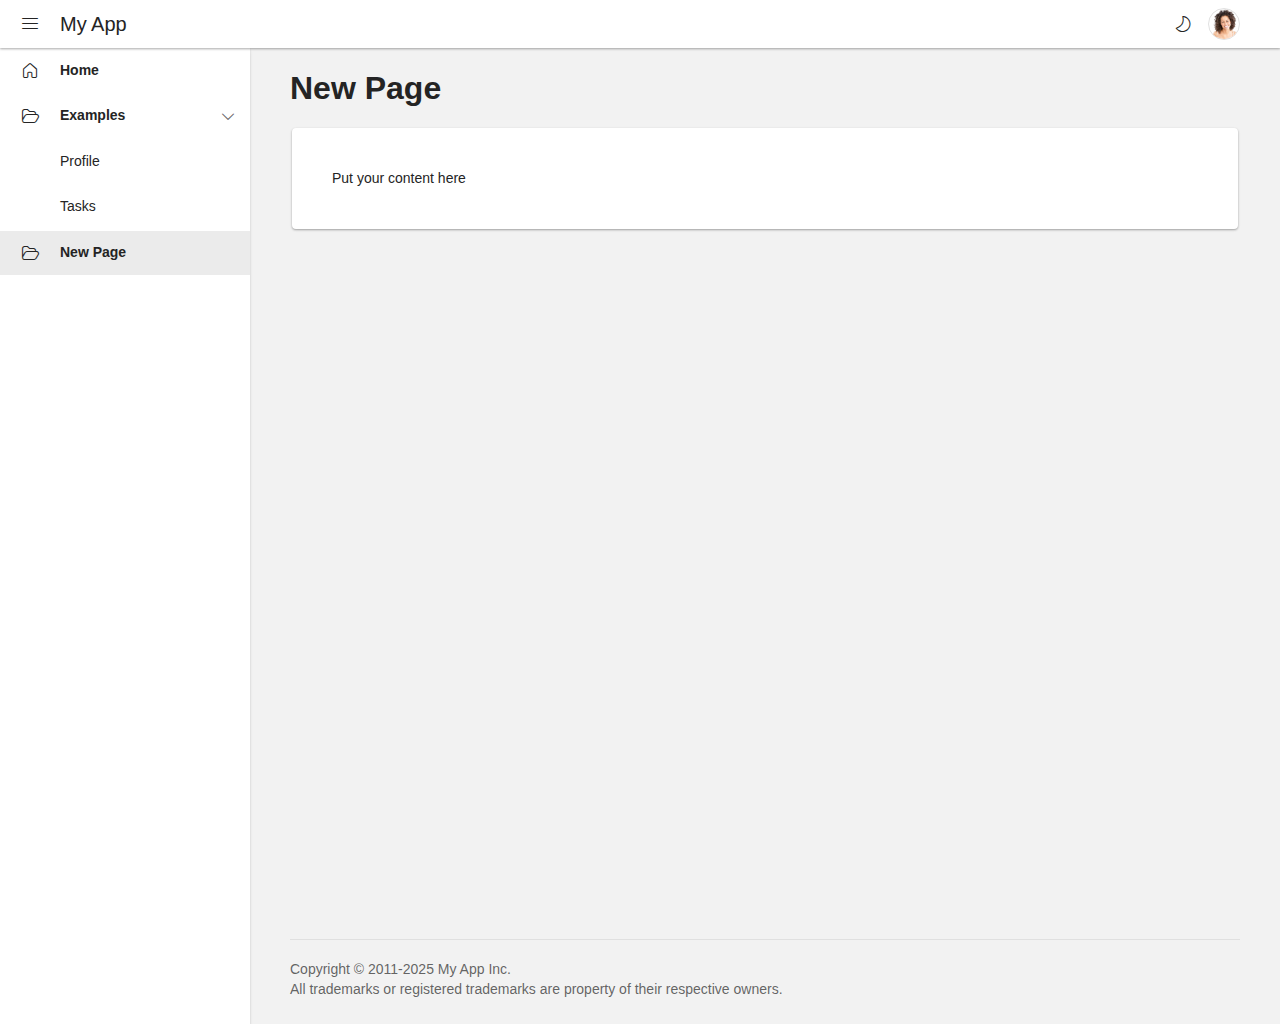 My App
Home
Examples
Profile
Tasks
New Page
New Page
Put your content here
Copyright © 2011-2025 My App Inc.
All trademarks or registered trademarks are property of their respective owners.